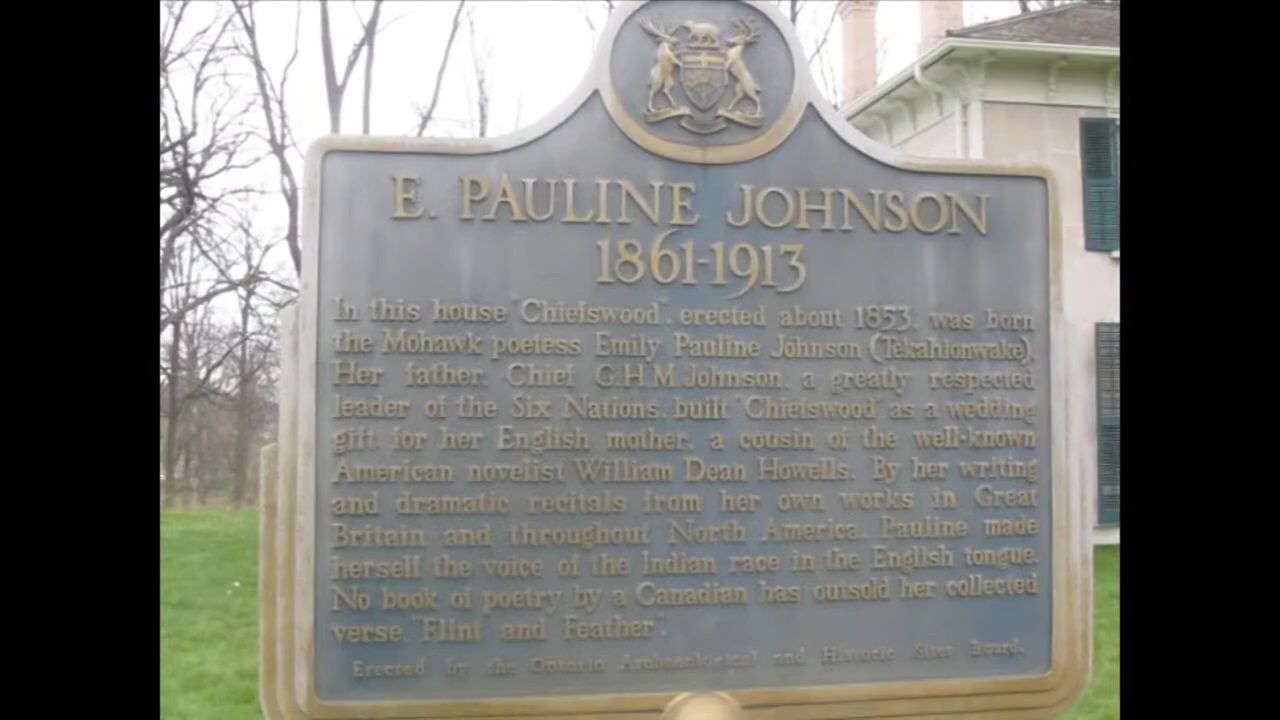 E. PAULINE JOHNSON
1861-1913
In this house "Chiefswood", erected about 1853, was born
the Mohawk poetess Emily Pauline Johnson (Tekahionwake).
Her father, Chief G.H.M. Johnson, a greatly respected
leader of the Six Nations, built "Chiefswood" as a wedding
gift for her English mother, a cousin of the well-known
American novelist William Dean Howells. By her writing
and dramatic recitals from her own works in Great
Britain and throughout North America, Pauline made
herself the voice of the Indian race in the English tongue.
No book of poetry by a Canadian has outsold her collected
verse, "Flint and Feather".
Erected by the Ontario Archaeological and Historic Sites Board.